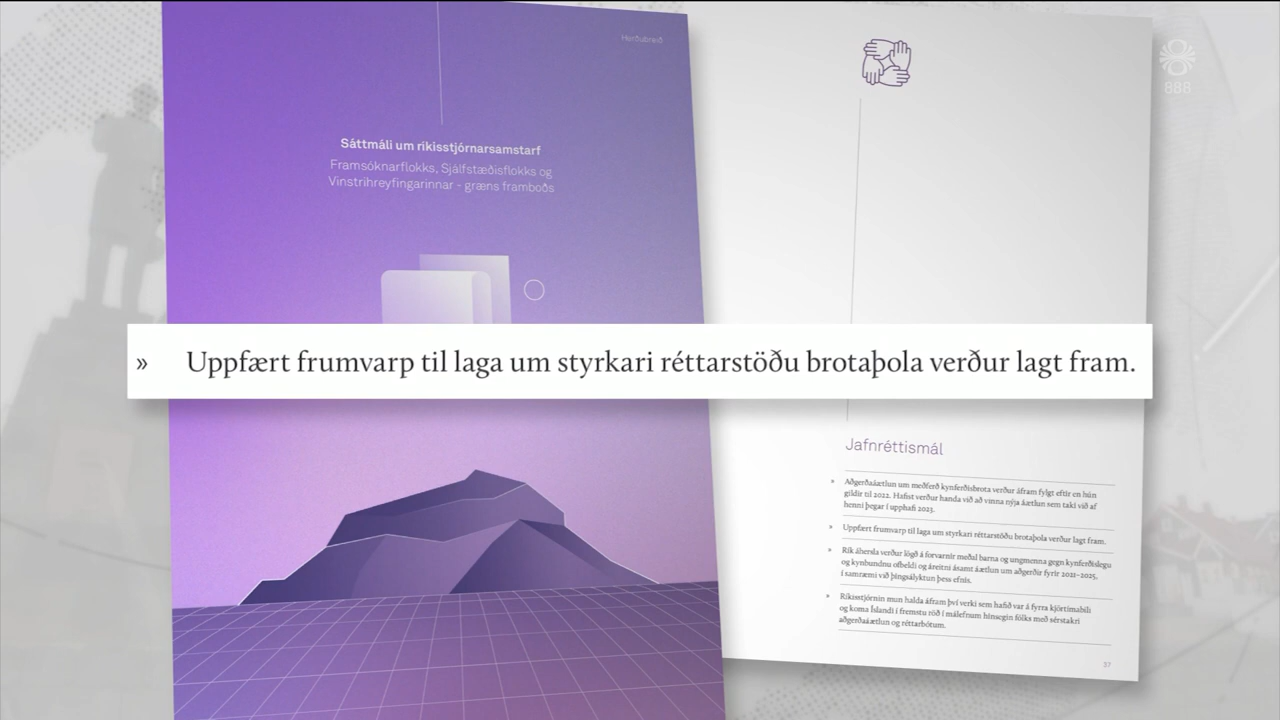 Herðubreið
Sáttmáli um ríkisstjórnarsamstarf
Framsóknarflokks, Sjálfstæðisflokks og
Vinstrihreyfingarinnar - græns framboðs
888
» Uppfært frumvarp til laga um styrkari réttarstöðu brotaþola verður lagt fram.
Jafnréttismál
» Aðgerðaáætlun um meðferð kynferðisbrota verður áfram fylgt eftir en hún
gildir til 2022. Hafist verður handa við að vinna nýja áætlun sem taki við af
henni þegar í upphafi 2023.
» Uppfært frumvarp til laga um styrkari réttarstöðu brotaþola verður lagt fram.
» Rík áhersla verður lögð á forvarnir meðal barna og ungmenna gegn kynferðislegu
og kynbundnu ofbeldi og áreitni ásamt áætlun um aðgerðir fyrir 2021-2025,
í samræmi við þingsályktun þess efnis.
» Ríkisstjórnin mun halda áfram því verki sem hafið var á fyrra kjörtímabili
og koma Íslandi í fremstu röð í málefnum hinsegin fólks með sérstakri
aðgerðaáætlun og réttarbótum.
37